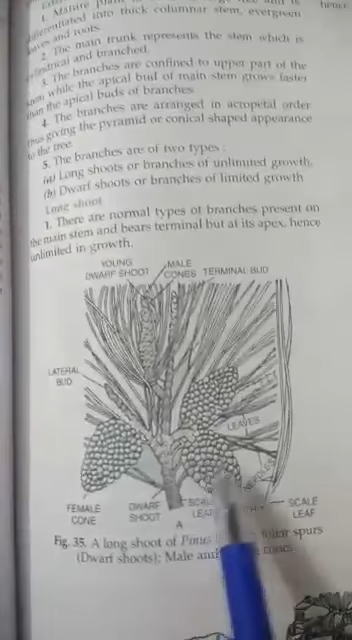 hence
1. Mature plant is
differentiated into thick columnar stem, evergreen
leaves and roots.
2. The main trunk represents the stem which is
cylindrical and branched.
3. The branches are confined to upper part of the
while the apical bud of main stem grows faster
than the apical buds of branches.
4. The branches are arranged in acropetal order
thus giving the pyramid or conical shaped appearance
to the tree.
5. The branches are of two types :
(a) Long shoots or branches of unlimited growth.
(b) Dwarf shoots or branches of limited growth
Long shoot
1. There are normal types of branches present on
the main stem and bears terminal but at its apex, hence
unlimited in growth.
YOUNG DWARF SHOOT
MALE CONES
TERMINAL BUD
LATERAL BUD
LEAVES
NEEDLES
FEMALE CONE
DWARF SHOOT
SCALE LEAF
A
SCALE LEAF
Fig. 35. A long shoot of Pinus foliar spurs
(Dwarf shoots); Male and cones